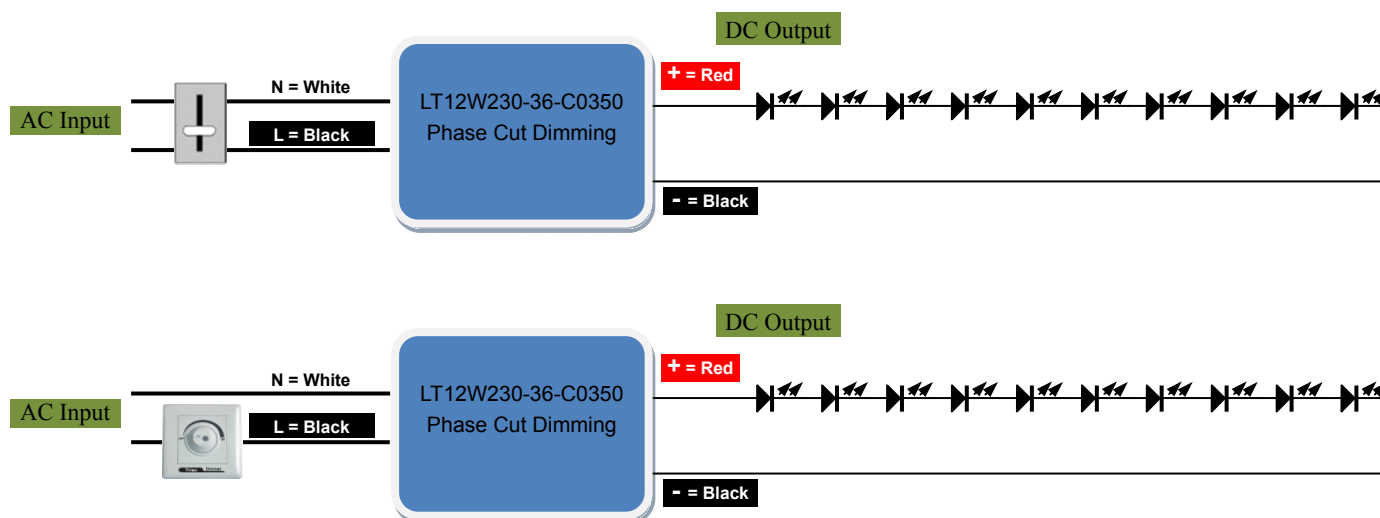 DC Output
+ = Red
N = White
LT12W230-36-C0350
AC Input
L = Black
Phase Cut Dimming
- = Black
DC Output
+ = Red
N = White
LT12W230-36-C0350
AC Input
L = Black
Phase Cut Dimming
Dimmer
- = Black